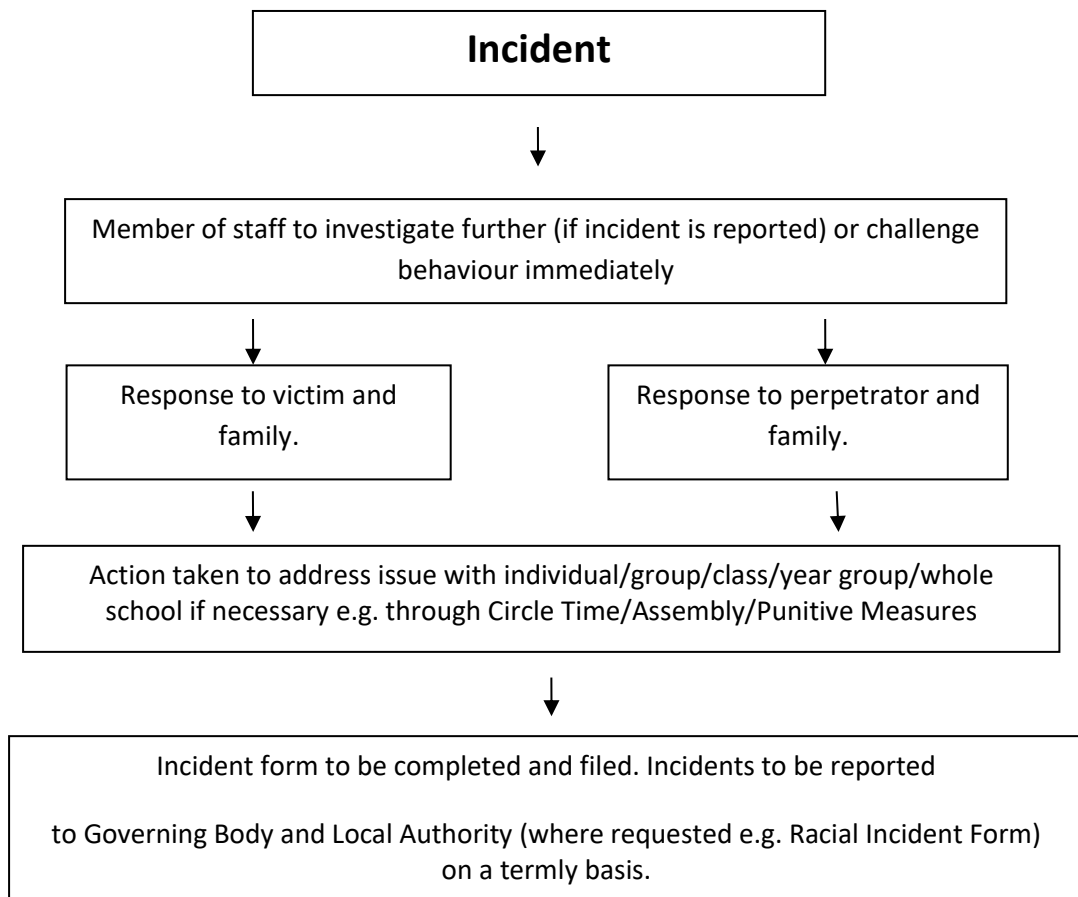 Incident
Member of staff to investigate further (if incident is reported) or challenge
behaviour immediately
Response to victim and
family.
Response to perpetrator and
family.
Action taken to address issue with individual/group/class/year group/whole
school if necessary e.g. through Circle Time/Assembly/Punitive Measures
Incident form to be completed and filed. Incidents to be reported
to Governing Body and Local Authority (where requested e.g. Racial Incident Form)
on a termly basis.